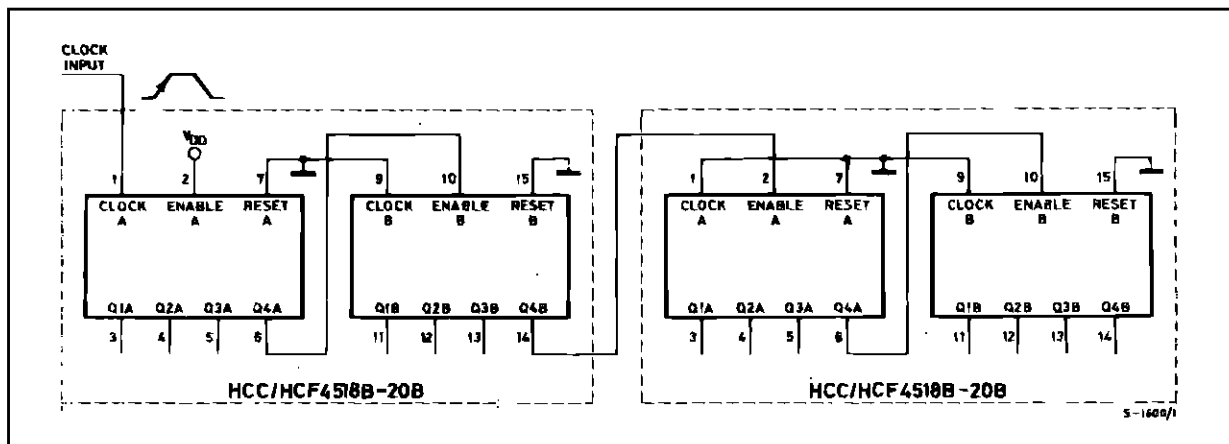 CLOCK
INPUT
VDD
1 2 7 9 10 15 1 2 7 9 10 15
CLOCK A ENABLE A RESET A CLOCK B ENABLE B RESET B CLOCK A ENABLE A RESET A CLOCK B ENABLE B RESET B
Q1A Q2A Q3A Q4A Q1B Q2B Q3B Q4B Q1A Q2A Q3A Q4A Q1B Q2B Q3B Q4B
3 4 5 6 11 12 13 14 3 4 5 6 11 12 13 14
HCC/HCF4518B-20B HCC/HCF4518B-20B
S-1600/1